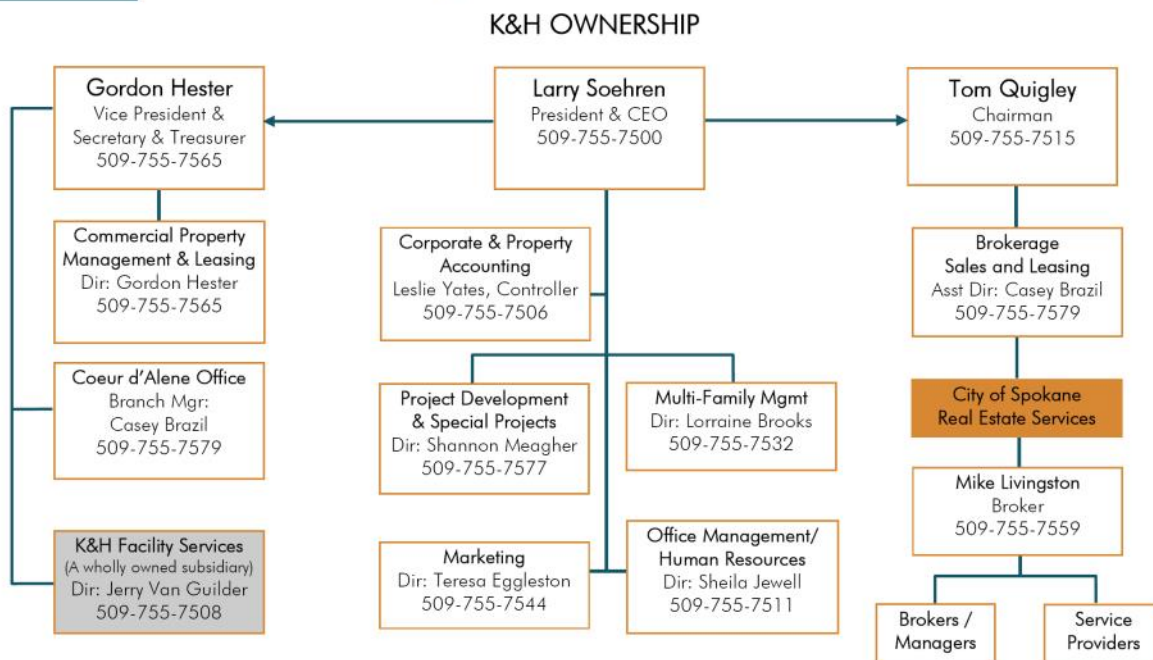 K&H OWNERSHIP
Gordon Hester
Vice President &
Secretary & Treasurer
509-755-7565
Larry Soehren
President & CEO
509-755-7500
Tom Quigley
Chairman
509-755-7515
Commercial Property
Management & Leasing
Dir: Gordon Hester
509-755-7565
Corporate & Property
Accounting
Leslie Yates, Controller
509-755-7506
Brokerage
Sales and Leasing
Asst Dir: Casey Brazil
509-755-7579
Coeur d'Alene Office
Branch Mgr:
Casey Brazil
509-755-7579
Project Development
& Special Projects
Dir: Shannon Meagher
509-755-7577
Multi-Family Mgmt
Dir: Lorraine Brooks
509-755-7532
City of Spokane
Real Estate Services
Mike Livingston
Broker
509-755-7559
K&H Facility Services
(A wholly owned subsidiary)
Dir: Jerry Van Guilder
509-755-7508
Marketing
Dir: Teresa Eggleston
509-755-7544
Office Management/
Human Resources
Dir: Sheila Jewell
509-755-7511
Brokers /
Managers
Service
Providers